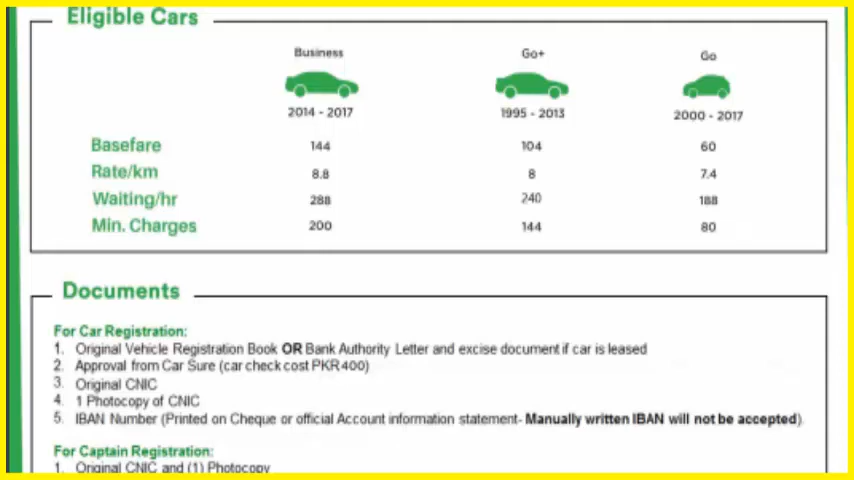 Eligible Cars
Business Go+ Go
2014 - 2017 1995 - 2013 2000 - 2017
Basefare 144 104 60
Rate/km 8.8 8 7.4
Waiting/hr 288 240 188
Min. Charges 200 144 80
Documents
For Car Registration:
1. Original Vehicle Registration Book OR Bank Authority Letter and excise document if car is leased
2. Approval from Car Sure (car check cost PKR 400)
3. Original CNIC
4. 1 Photocopy of CNIC
5. IBAN Number (Printed on Cheque or official Account information statement- Manually written IBAN will not be accepted)
For Captain Registration:
1. Original CNIC and (1) Photocopy